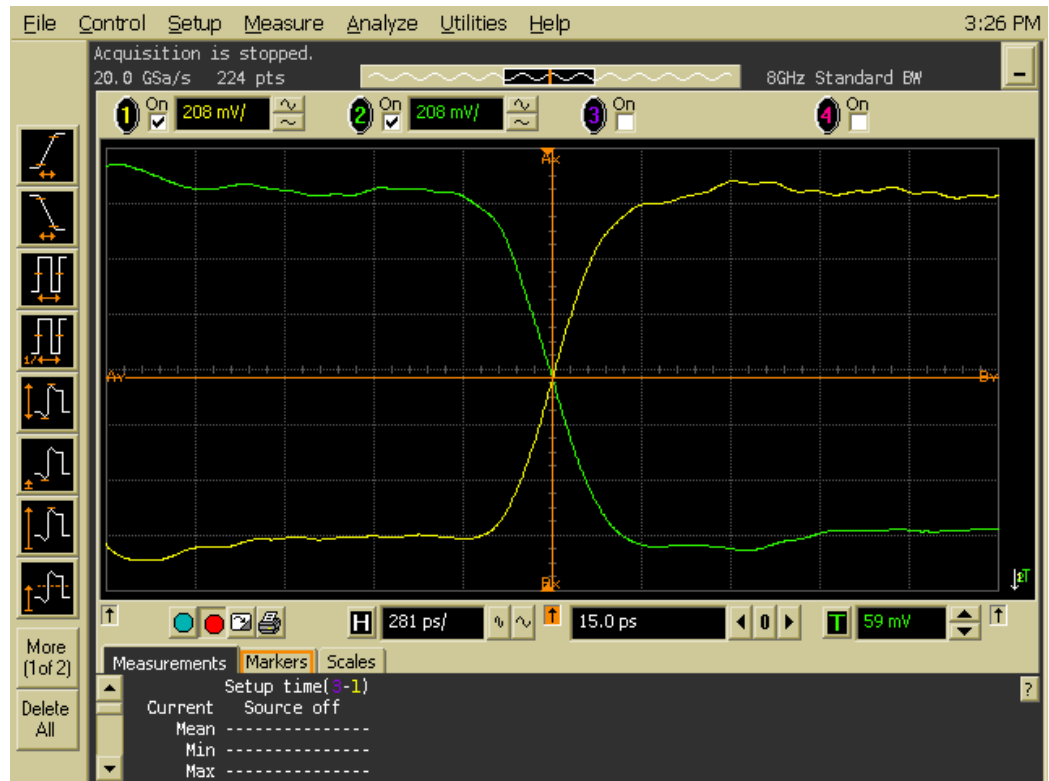 File Control Setup Measure Analyze Utilities Help 3:26 PM
Acquisition is stopped.
20.0 GSa/s 224 pts 8GHz Standard BW
1 On 208 mV/ 2 On 208 mV/ 3 On 4 On
Ax
Ay By
Bx
T
H 281 ps/ 15.0 ps 0 T 59 mV
More
(1of 2)
Delete
All
Measurements Markers Scales
Setup time(3-1) ?
Current Source off
Mean ---------------
Min ---------------
Max ---------------